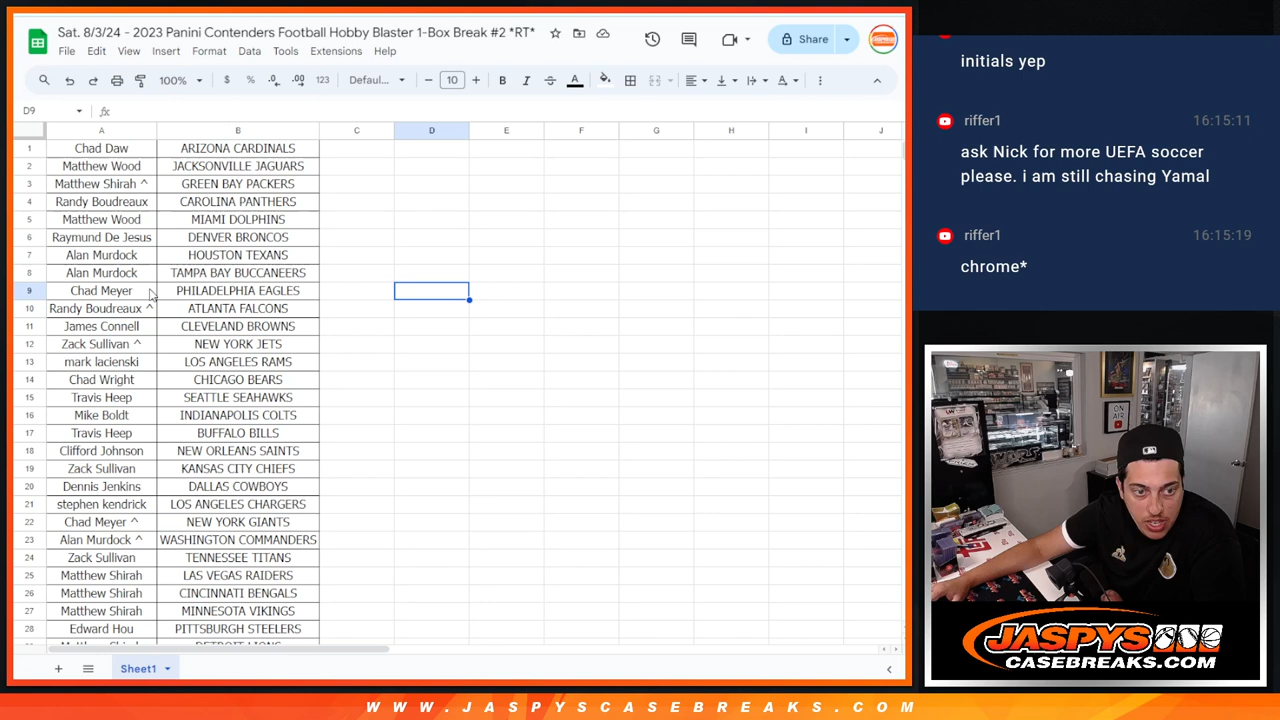 Sat. 8/3/24 - 2023 Panini Contenders Football Hobby Blaster 1-Box Break #2 *RT*
File Edit View Insert Format Data Tools Extensions Help
Share
100% $ % .0 .00 123 Defaul... 10 B I A
D9 fx
A B C D E F G H I J
1 Chad Daw ARIZONA CARDINALS
2 Matthew Wood JACKSONVILLE JAGUARS
3 Matthew Shirah ^ GREEN BAY PACKERS
4 Randy Boudreaux CAROLINA PANTHERS
5 Matthew Wood MIAMI DOLPHINS
6 Raymund De Jesus DENVER BRONCOS
7 Alan Murdock HOUSTON TEXANS
8 Alan Murdock TAMPA BAY BUCCANEERS
9 Chad Meyer PHILADELPHIA EAGLES
10 Randy Boudreaux ^ ATLANTA FALCONS
11 James Connell CLEVELAND BROWNS
12 Zack Sullivan ^ NEW YORK JETS
13 mark lacienski LOS ANGELES RAMS
14 Chad Wright CHICAGO BEARS
15 Travis Heep SEATTLE SEAHAWKS
16 Mike Boldt INDIANAPOLIS COLTS
17 Travis Heep BUFFALO BILLS
18 Clifford Johnson NEW ORLEANS SAINTS
19 Zack Sullivan KANSAS CITY CHIEFS
20 Dennis Jenkins DALLAS COWBOYS
21 stephen kendrick LOS ANGELES CHARGERS
22 Chad Meyer ^ NEW YORK GIANTS
23 Alan Murdock ^ WASHINGTON COMMANDERS
24 Zack Sullivan TENNESSEE TITANS
25 Matthew Shirah LAS VEGAS RAIDERS
26 Matthew Shirah CINCINNATI BENGALS
27 Matthew Shirah MINNESOTA VIKINGS
28 Edward Hou PITTSBURGH STEELERS
Sheet1
initials yep
riffer1 16:15:11
ask Nick for more UEFA soccer
please. i am still chasing Yamal
riffer1 16:15:19
chrome*
ON
AIR
JASPYS
CASEBREAKS.COM
WWW.JASPYSCASEBREAKS.COM